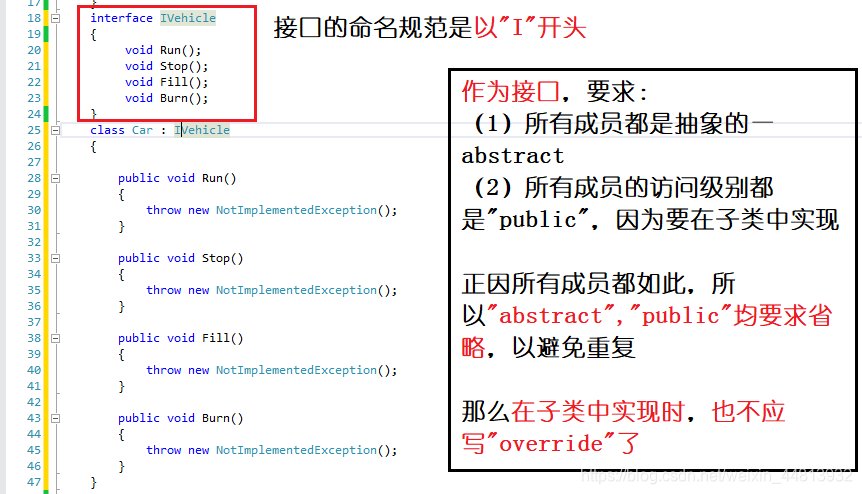 17 }
18 interface IVehicle
19 {
20 void Run();
21 void Stop();
22 void Fill();
23 void Burn();
24 }
25 class Car : IVehicle
26 {
27
28 public void Run()
29 {
30 throw new NotImplementedException();
31 }
32
33 public void Stop()
34 {
35 throw new NotImplementedException();
36 }
37
38 public void Fill()
39 {
40 throw new NotImplementedException();
41 }
42
43 public void Burn()
44 {
45 throw new NotImplementedException();
46 }
47 }
接口的命名规范是以"I"开头
作为接口，要求：
（1）所有成员都是抽象的—
abstract
（2）所有成员的访问级别都
是"public"，因为要在子类中实现
正因所有成员都如此，所
以"abstract","public"均要求省
略，以避免重复
那么在子类中实现时，也不应
写"override"了
https://blog.csdn.net/weixin_44813932